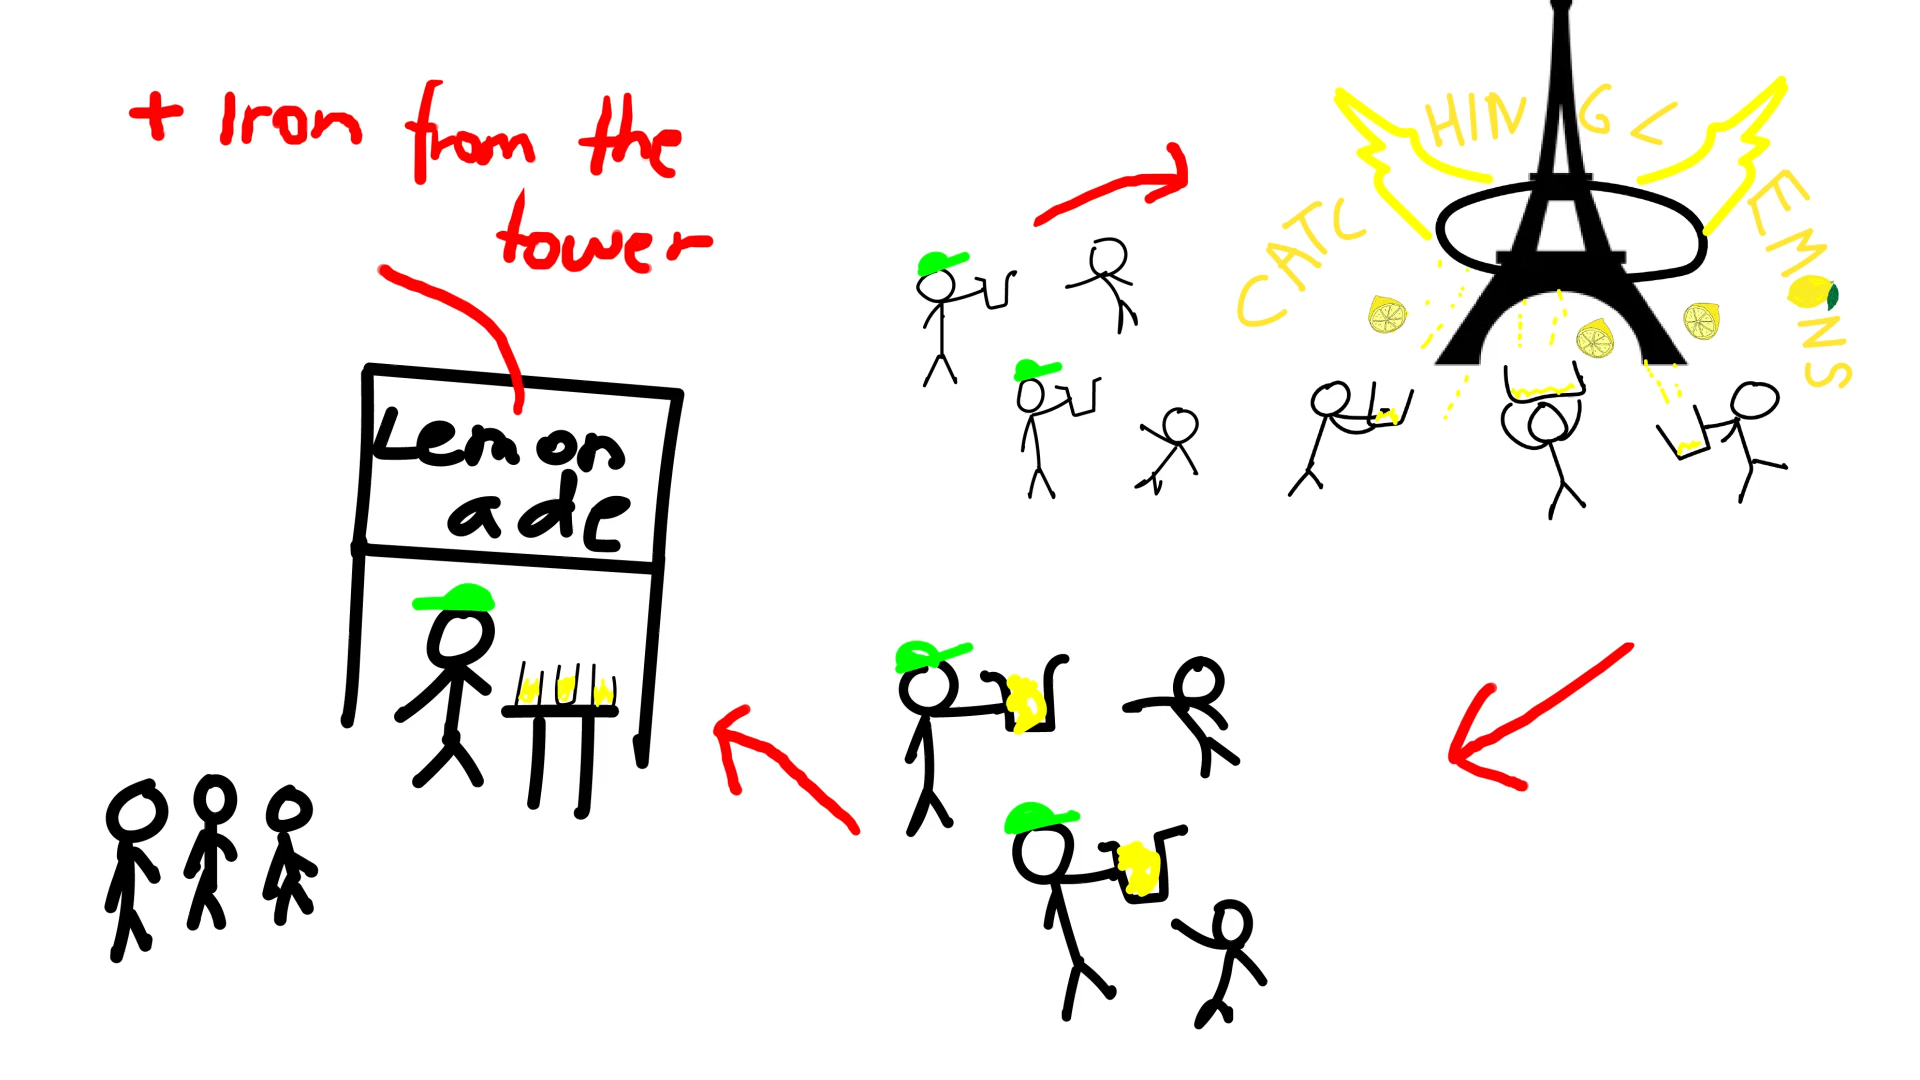 + Iron from the
tower
CATCHING LEMONS
Lemon
ade